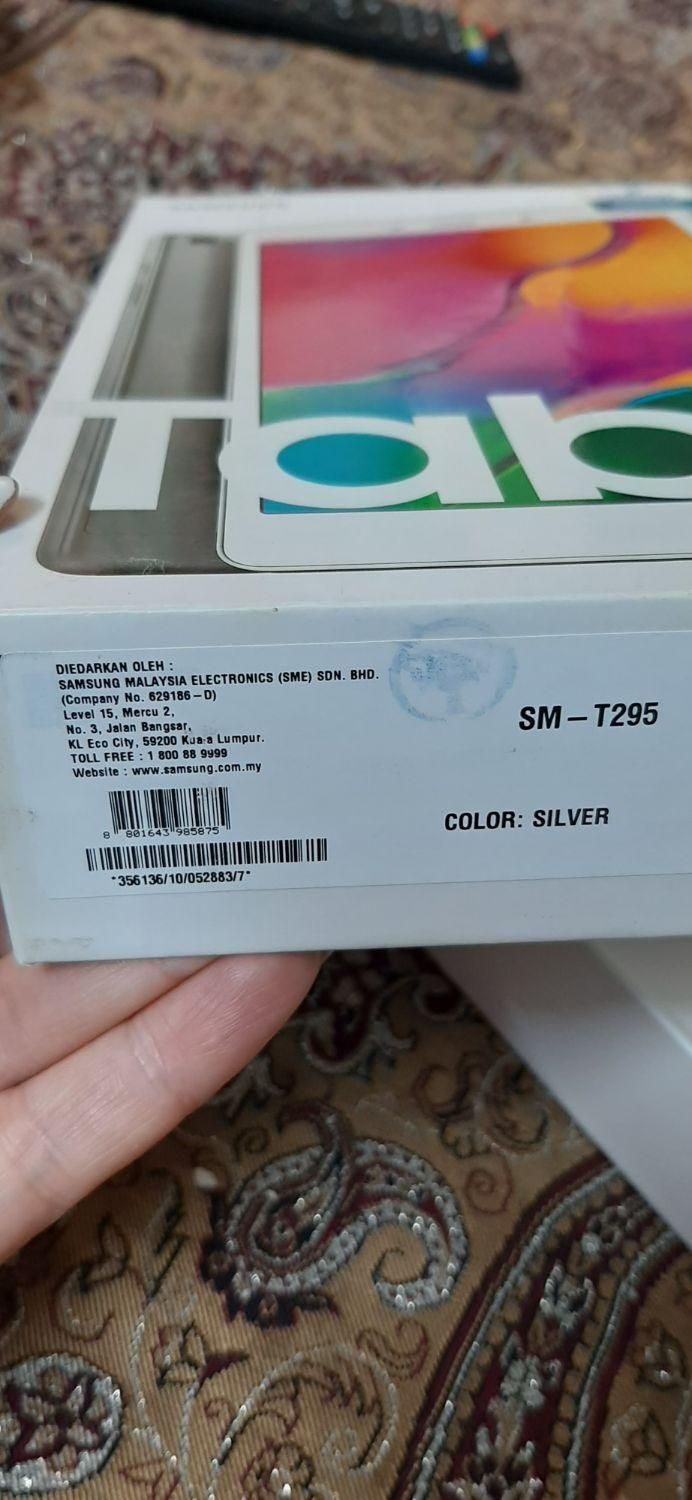 Tab
DIEDARKAN OLEH :
SAMSUNG MALAYSIA ELECTRONICS (SME) SDN. BHD.
(Company No. 629186-D)
Level 15, Mercu 2,
No. 3, Jalan Bangsar,
KL Eco City, 59200 Kuala Lumpur.
TOLL FREE : 1 800 88 9999
Website : www.samsung.com.my
8 801643 985875
*356136/10/052883/7*
SM-T295
COLOR: SILVER